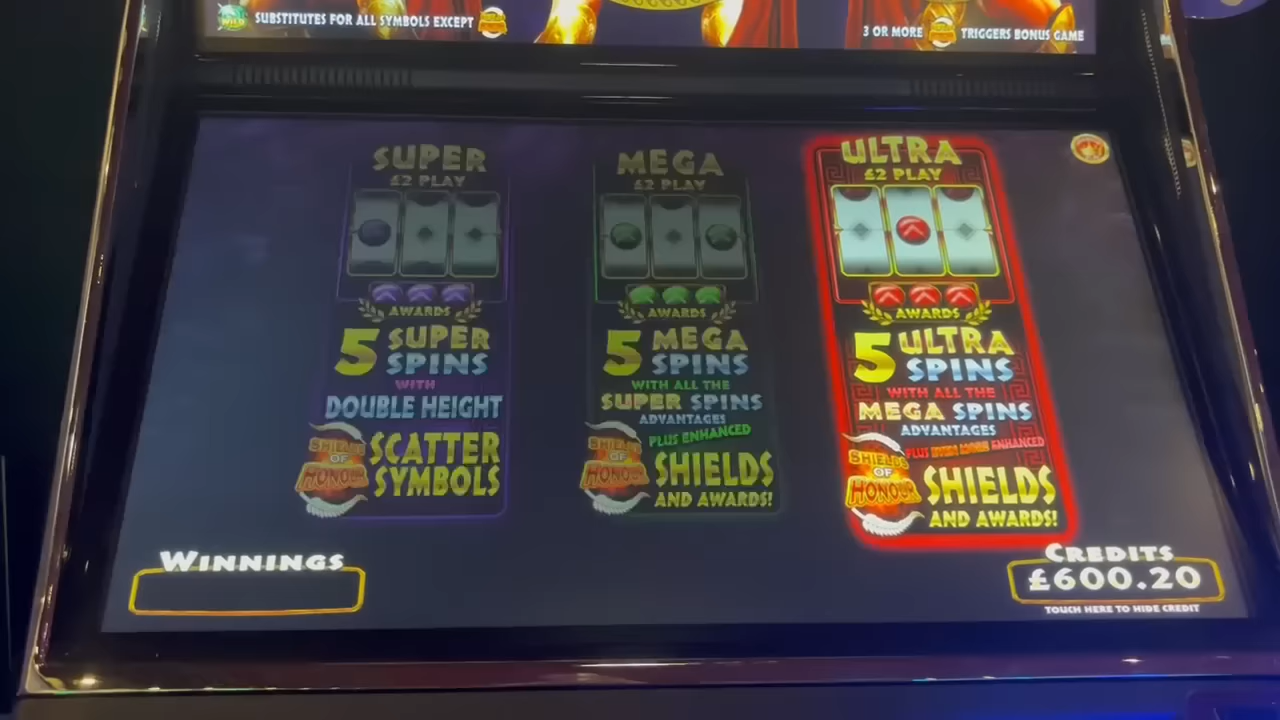 WILD
SUBSTITUTES FOR ALL SYMBOLS EXCEPT
3 OR MORE
TRIGGERS BONUS GAME
SUPER
£2 PLAY
AWARDS
5 SUPER
SPINS
WITH
DOUBLE HEIGHT
SHIELDS
OF
HONOUR
SCATTER
SYMBOLS
MEGA
£2 PLAY
AWARDS
5 MEGA
SPINS
WITH ALL THE
SUPER SPINS
ADVANTAGES
PLUS ENHANCED
SHIELDS
OF
HONOUR
SHIELDS
AND AWARDS!
ULTRA
£2 PLAY
AWARDS
5 ULTRA
SPINS
WITH ALL THE
MEGA SPINS
ADVANTAGES
PLUS EVEN MORE ENHANCED
SHIELDS
OF
HONOUR
SHIELDS
AND AWARDS!
WINNINGS
CREDITS
£600.20
TOUCH HERE TO HIDE CREDIT